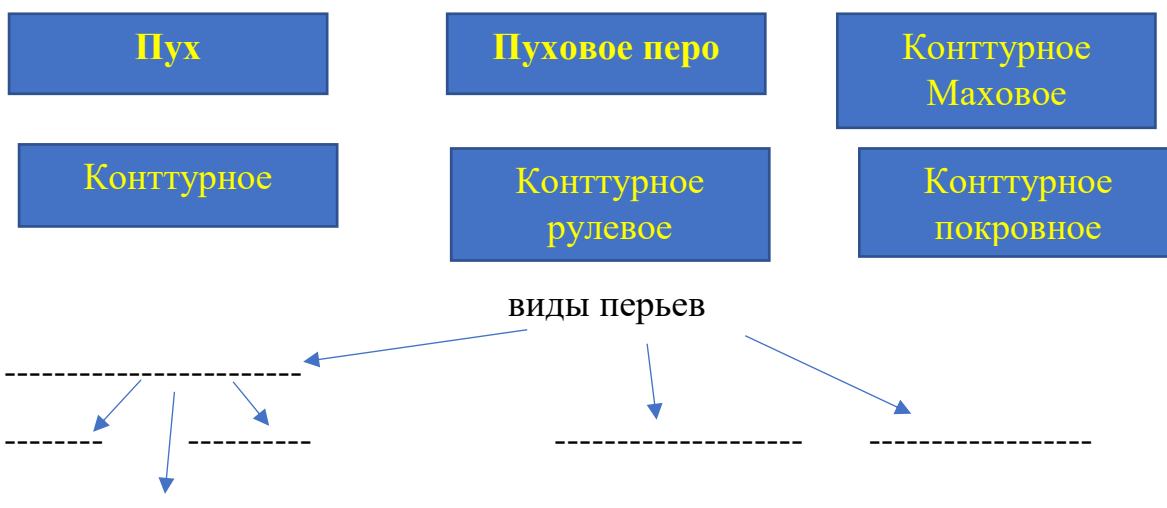 Пух
Пуховое перо
Конттурное
Маховое
Конттурное
Конттурное
рулевое
Конттурное
покровное
виды перьев